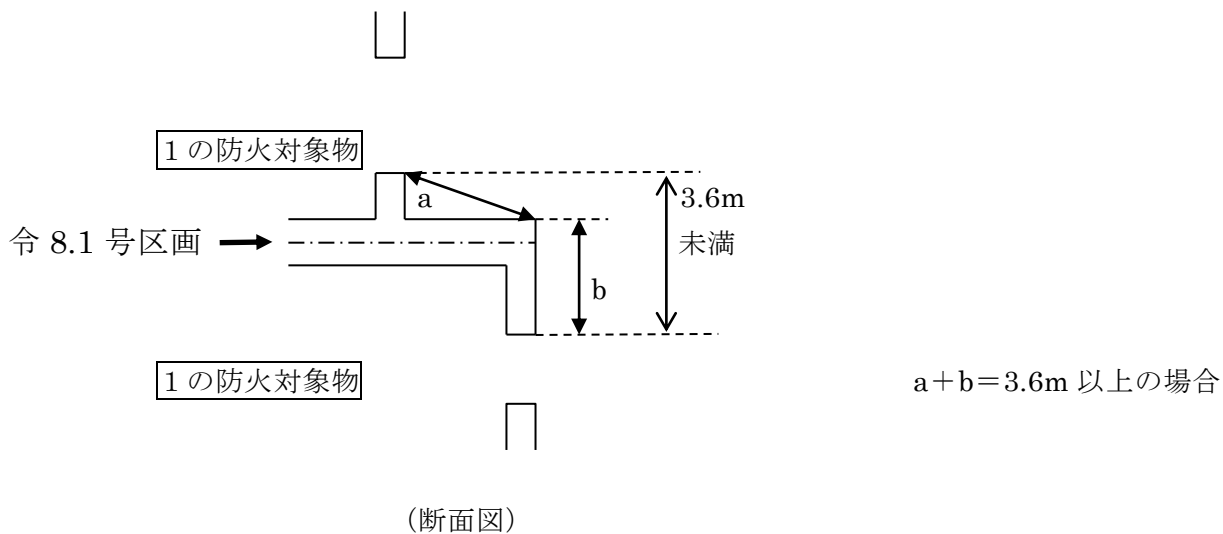 1の防火対象物
a
3.6m
未満
令 8.1 号区画
b
1の防火対象物
a+b=3.6m 以上の場合
(断面図)